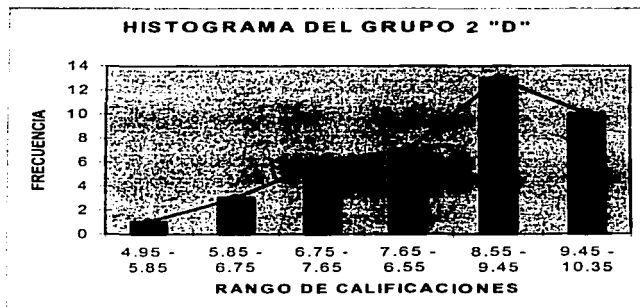 HISTOGRAMA DEL GRUPO 2 "D"
14
12
10
8
6
4
2
0
FRECUENCIA
4.95 - 5.85 - 6.75 - 7.65 - 8.55 - 9.45 -
5.85 6.75 7.65 6.55 9.45 10.35
RANGO DE CALIFICACIONES